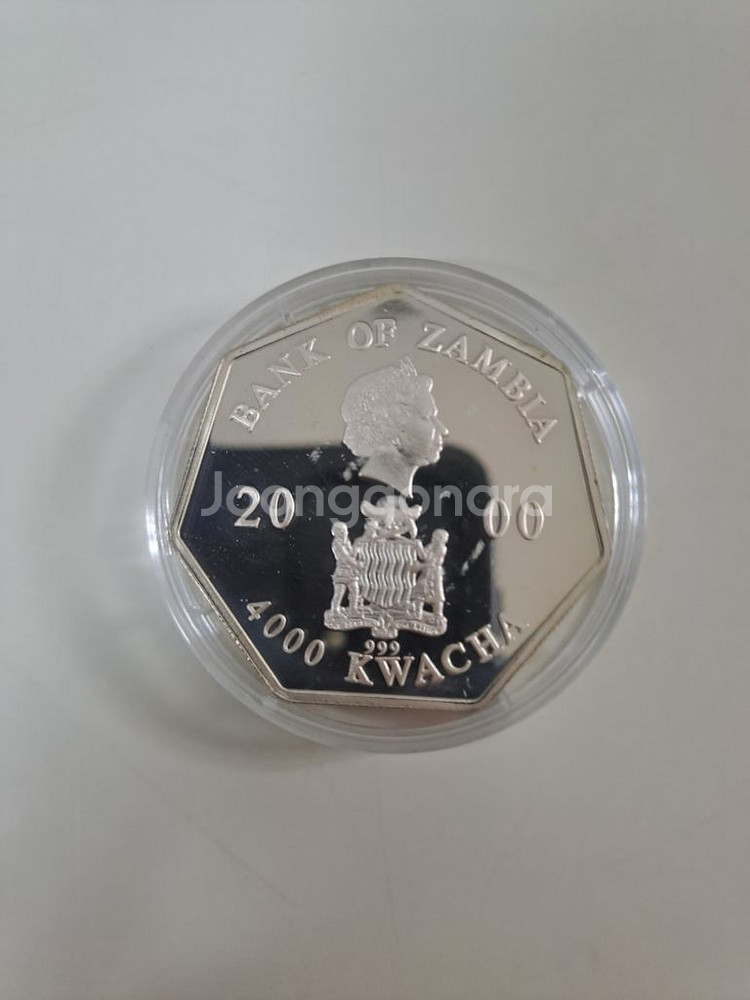 BANK OF ZAMBIA
20 00
4000 KWACHA
999
Joonggonara